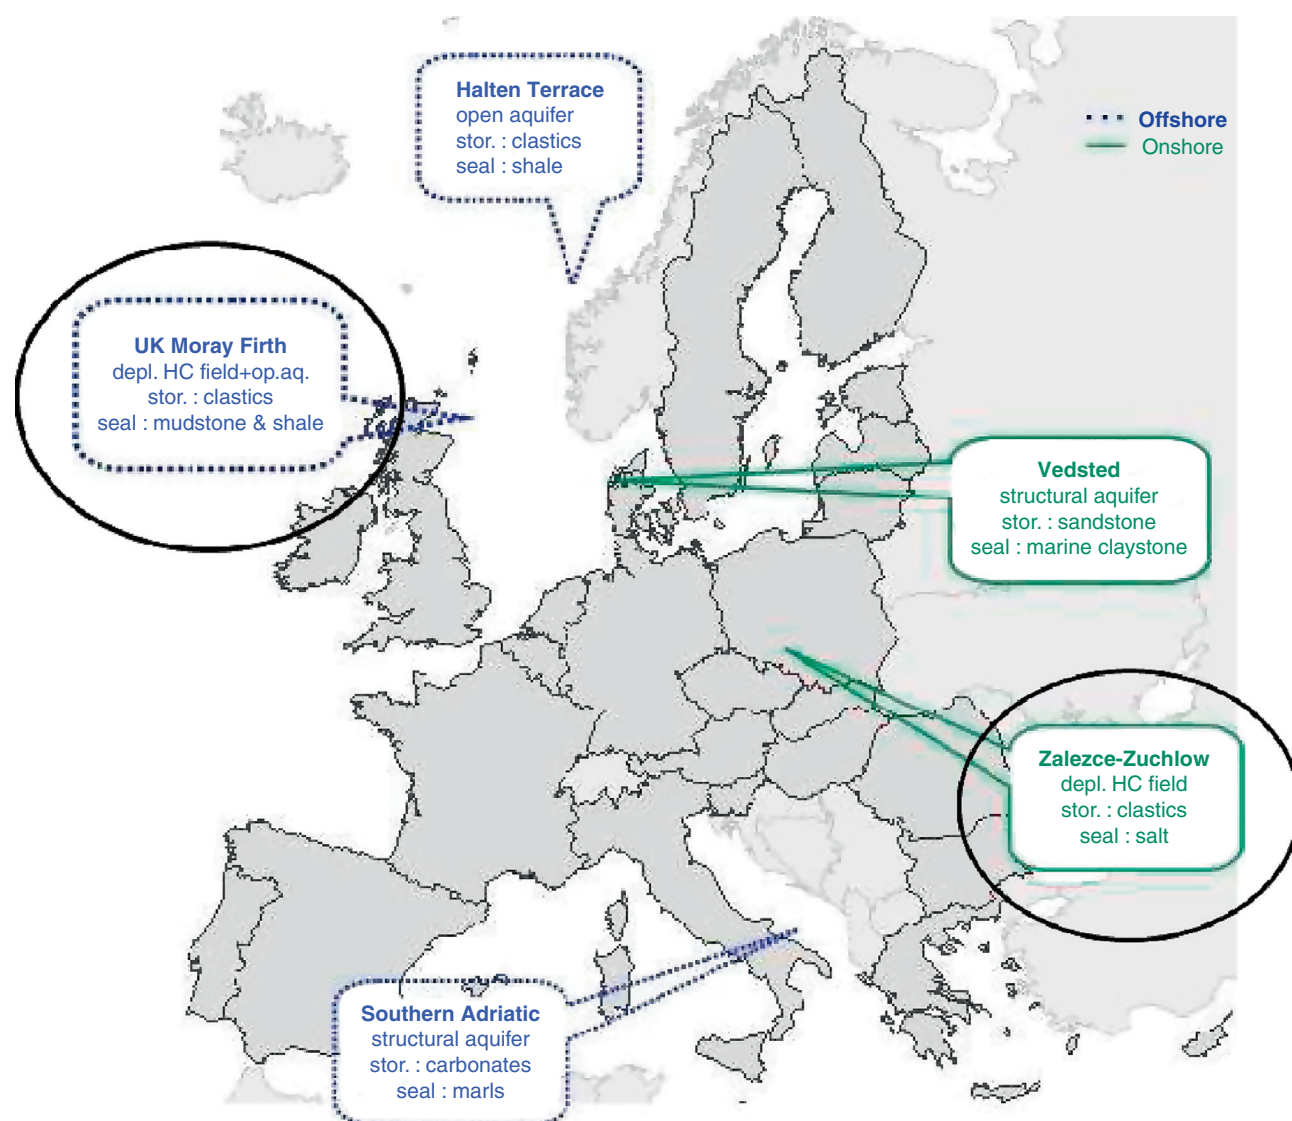 Halten Terrace
open aquifer
stor. : clastics
seal : shale
Offshore
Onshore
UK Moray Firth
depl. HC field+op.aq.
stor. : clastics
seal : mudstone & shale
Vedsted
structural aquifer
stor. : sandstone
seal : marine claystone
Zalezce-Zuchlow
depl. HC field
stor. : clastics
seal : salt
Southern Adriatic
structural aquifer
stor. : carbonates
seal : marls